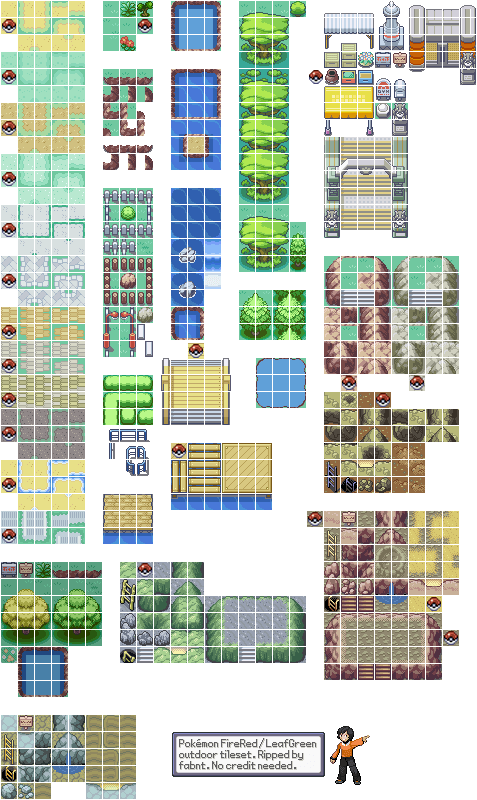 Pokémon FireRed/LeafGreen
outdoor tileset. Ripped by
fabnt. No credit needed.